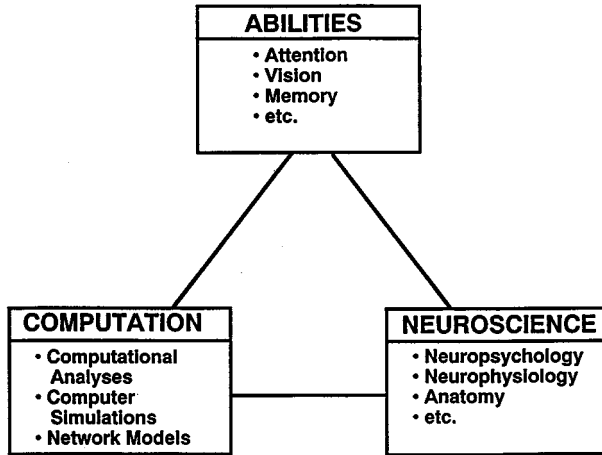 ABILITIES
• Attention
• Vision
• Memory
• etc.
COMPUTATION
• Computational
Analyses
• Computer
Simulations
• Network Models
NEUROSCIENCE
• Neuropsychology
• Neurophysiology
• Anatomy
• etc.